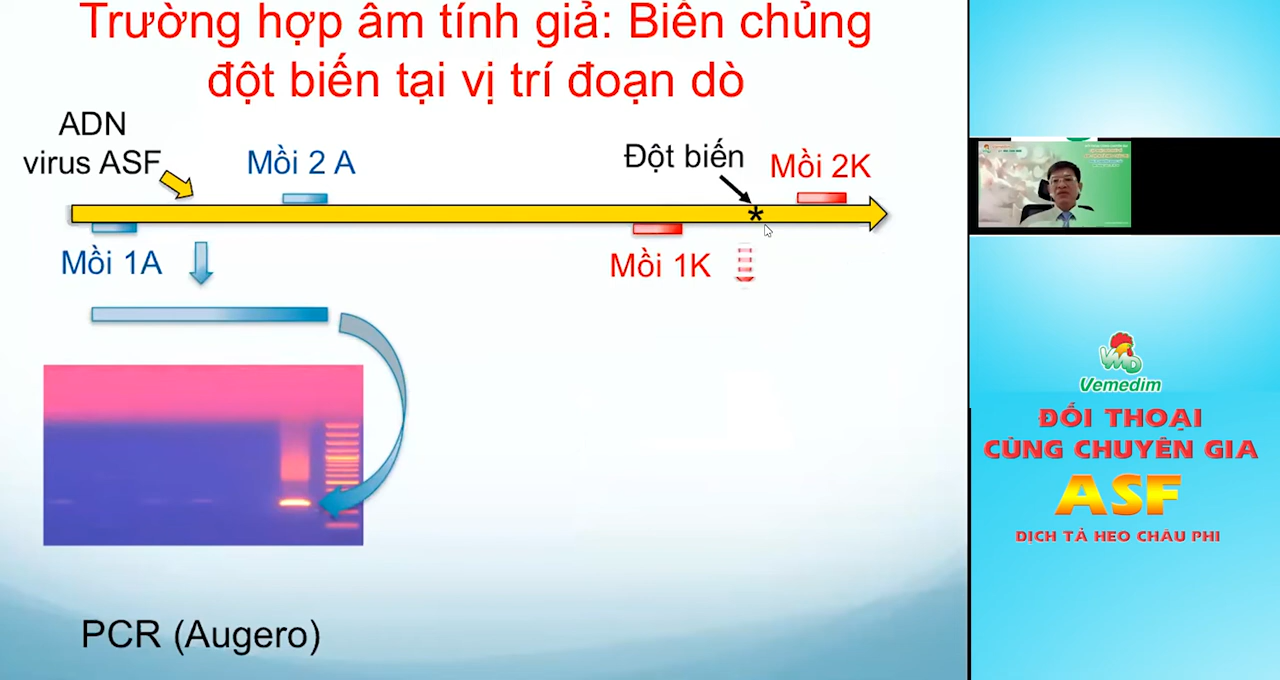 Trường hợp âm tính giả: Biến chủng
đột biến tại vị trí đoạn dò
ADN
virus ASF
Mồi 2 A
Đột biến
Mồi 2K
*
Mồi 1A
Mồi 1K
PCR (Augero)
VMD
Vemedim
ĐỐI THOẠI
CÙNG CHUYÊN GIA
ASF
DỊCH TẢ HEO CHÂU PHI